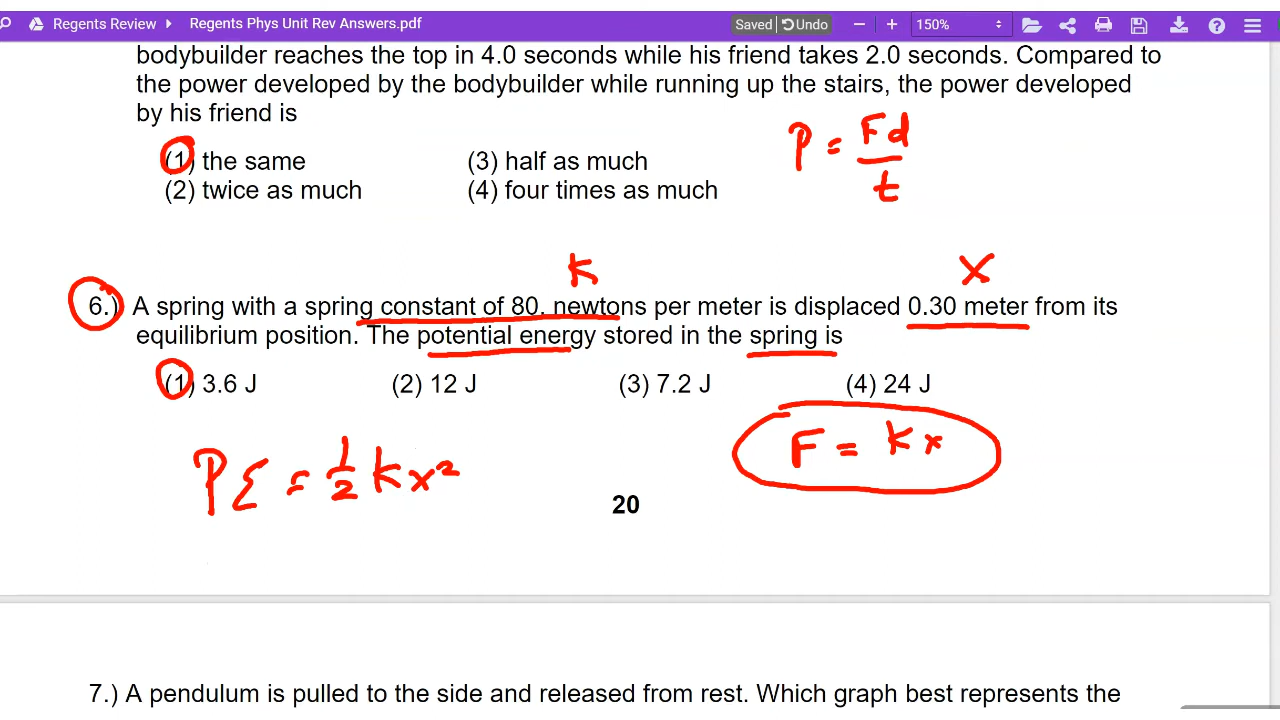 Regents Review Regents Phys Unit Rev Answers.pdf Saved Undo 150%
bodybuilder reaches the top in 4.0 seconds while his friend takes 2.0 seconds. Compared to
the power developed by the bodybuilder while running up the stairs, the power developed
by his friend is
(1) the same (3) half as much
(2) twice as much (4) four times as much
P = Fd / t
K X
6.) A spring with a spring constant of 80. newtons per meter is displaced 0.30 meter from its
equilibrium position. The potential energy stored in the spring is
(1) 3.6 J (2) 12 J (3) 7.2 J (4) 24 J
PE = 1/2 Kx²
F = Kx
20
7.) A pendulum is pulled to the side and released from rest. Which graph best represents the